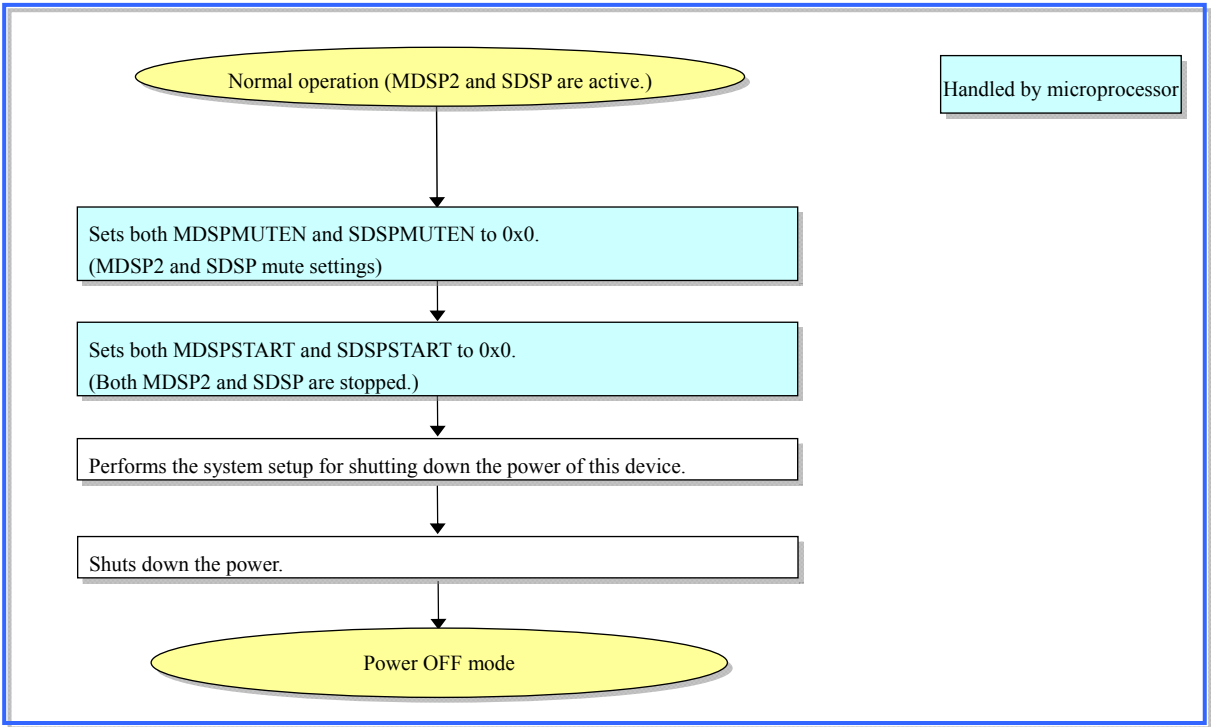 Normal operation (MDSP2 and SDSP are active.)
Handled by microprocessor
Sets both MDSPMUTEN and SDSPMUTEN to 0x0.
(MDSP2 and SDSP mute settings)
Sets both MDSPSTART and SDSPSTART to 0x0.
(Both MDSP2 and SDSP are stopped.)
Performs the system setup for shutting down the power of this device.
Shuts down the power.
Power OFF mode